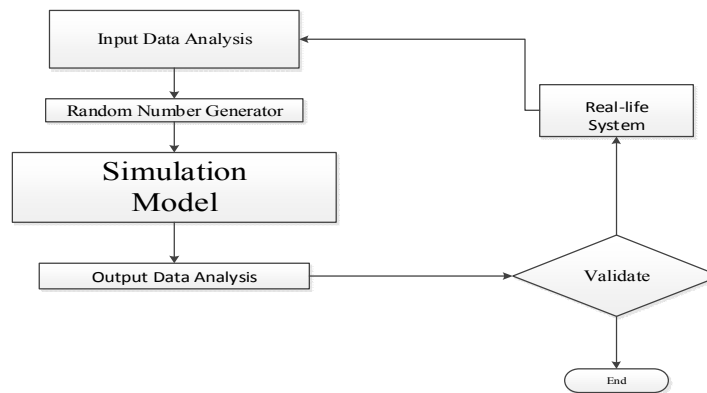 Input Data Analysis
Random Number Generator
Simulation
Model
Output Data Analysis
Real-life
System
Validate
End